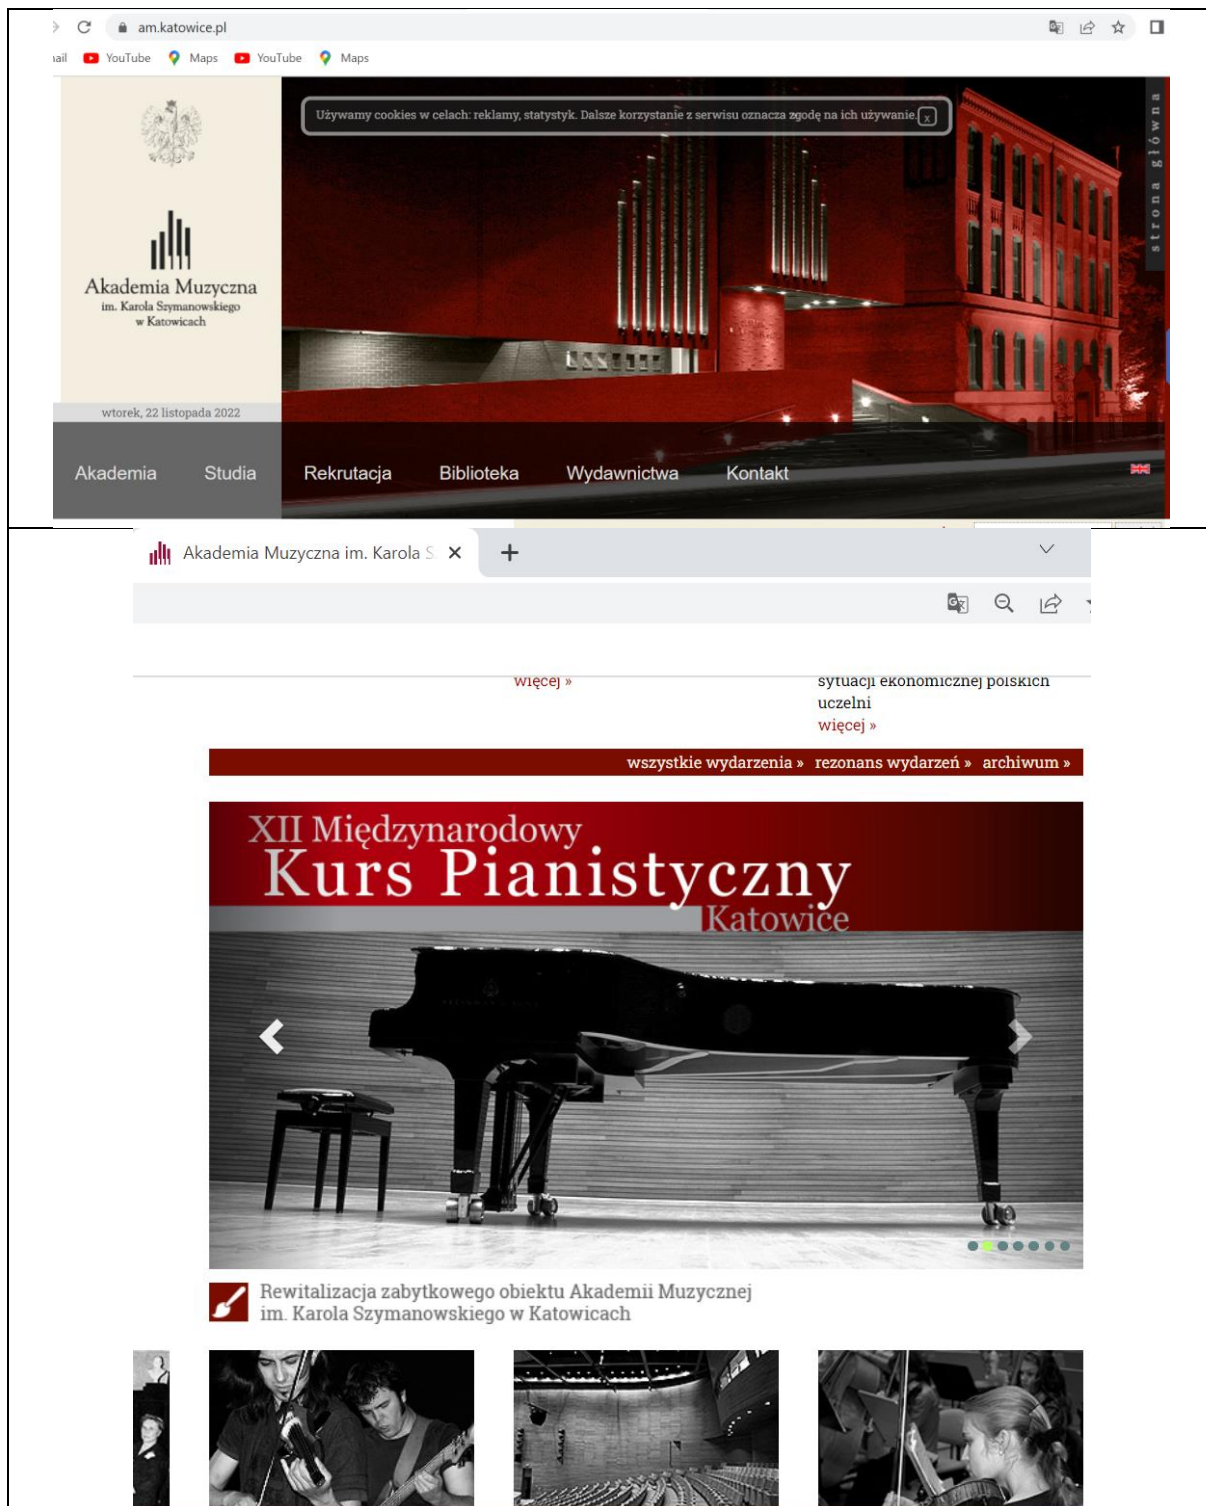 am.katowice.pl
YouTube Maps YouTube Maps
Używamy cookies w celach: reklamy, statystyk. Dalsze korzystanie z serwisu oznacza zgodę na ich używanie. x
strona główna
Akademia Muzyczna
im. Karola Szymanowskiego
w Katowicach
wtorek, 22 listopada 2022
Akademia Studia Rekrutacja Biblioteka Wydawnictwa Kontakt
Akademia Muzyczna im. Karola S
więcej »
sytuacji ekonomicznej polskich
uczelni
więcej »
wszystkie wydarzenia » rezonans wydarzeń » archiwum »
XII Międzynarodowy
Kurs Pianistyczny
Katowice
Rewitalizacja zabytkowego obiektu Akademii Muzycznej
im. Karola Szymanowskiego w Katowicach